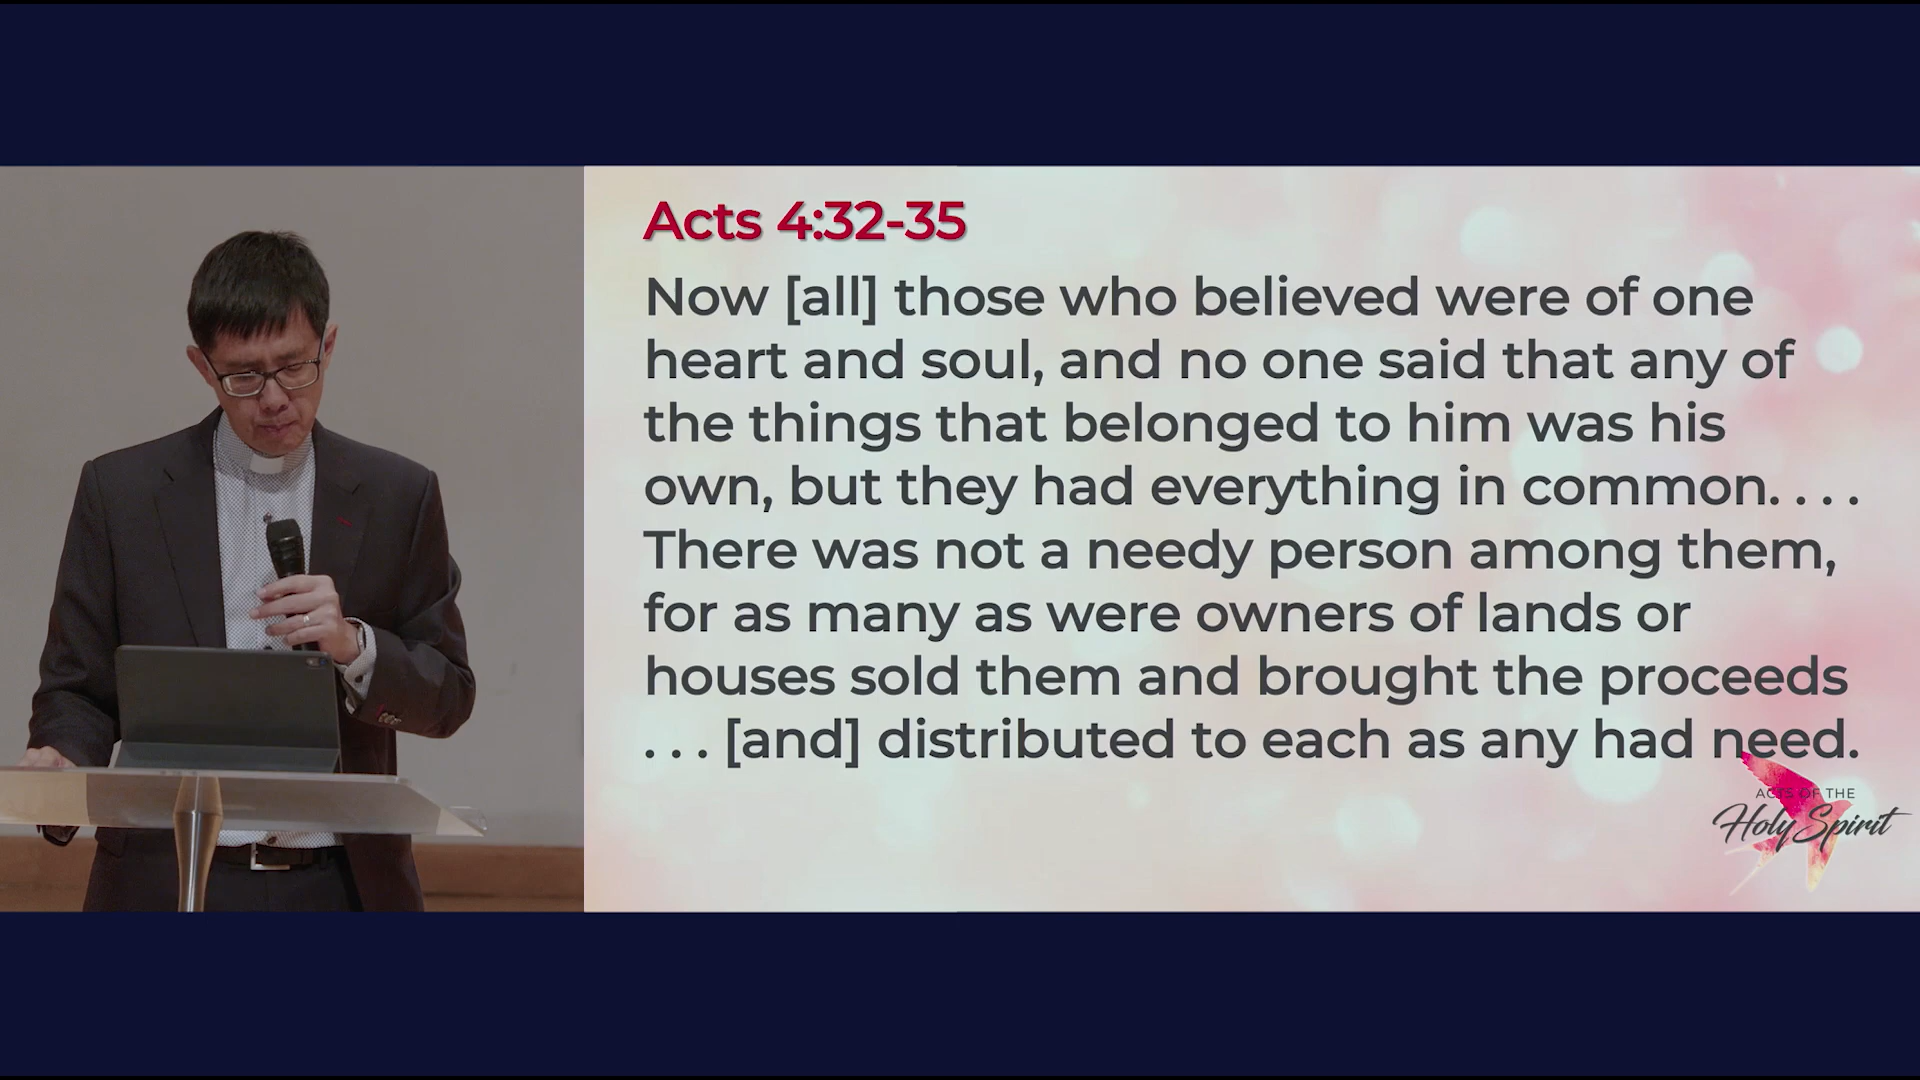 Acts 4:32-35
Now [all] those who believed were of one
heart and soul, and no one said that any of
the things that belonged to him was his
own, but they had everything in common. . . .
There was not a needy person among them,
for as many as were owners of lands or
houses sold them and brought the proceeds
. . . [and] distributed to each as any had need.
ACTS OF THE
Holy Spirit